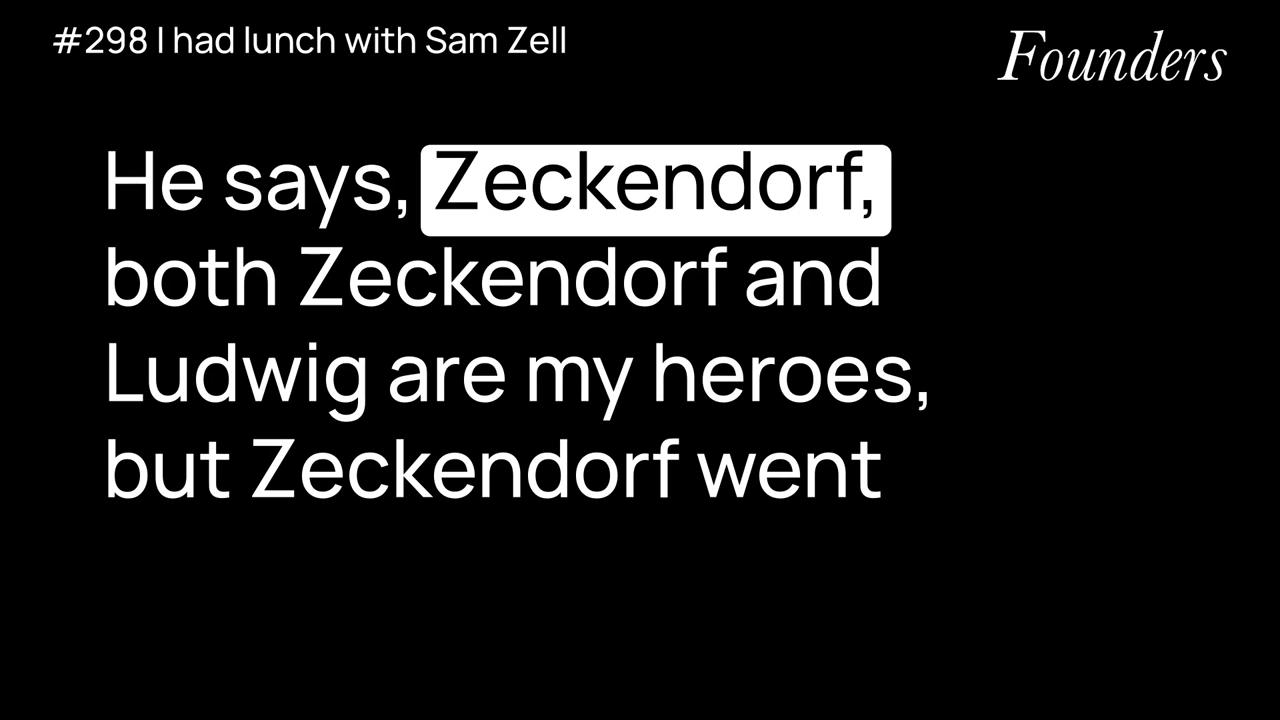 #298 I had lunch with Sam Zell
Founders
He says, Zeckendorf,
both Zeckendorf and
Ludwig are my heroes,
but Zeckendorf went